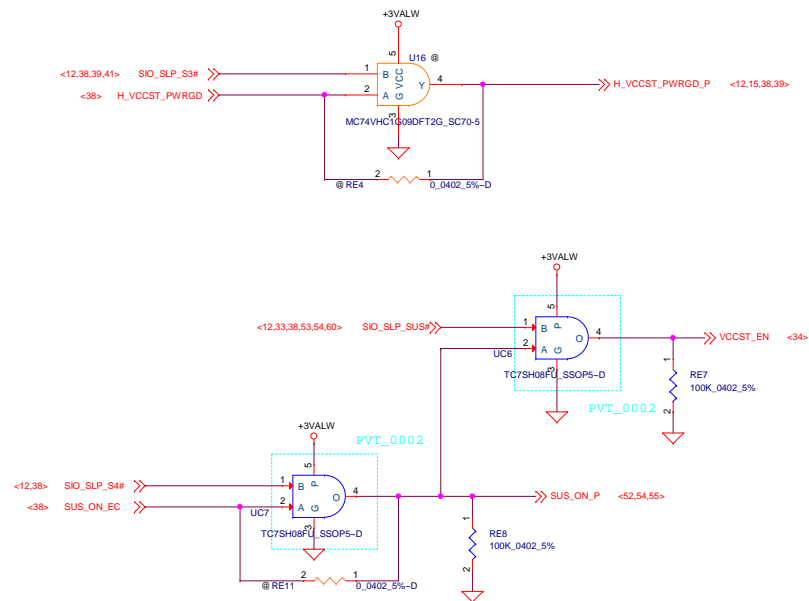 +3VALW
U16 @
<12,38,39,41> SIO_SLP_S3# 1 B VCC 5
<38> H_VCCST_PWRGD 2 A G 3 Y 4 H_VCCST_PWRGD_P <12,15,38,39>
MC74VHC1G09DFT2G_SC70-5
@ RE4 2 1 0_0402_5%~D
+3VALW
<12,33,38,53,54,60> SIO_SLP_SUS# 1 B P 5
UC6 2 A G 3 O 4 VCCST_EN <34>
TC7SH08FU_SSOP5~D
PVT_0002
1 RE7
100K_0402_5%
2
+3VALW
PVT_0002
<12,38> SIO_SLP_S4# 1 B P 5
<38> SUS_ON_EC 2 A G 3 O 4 SUS_ON_P <52,54,55>
UC7
TC7SH08FU_SSOP5~D
1 RE8
100K_0402_5%
2
@ RE11 2 1 0_0402_5%~D